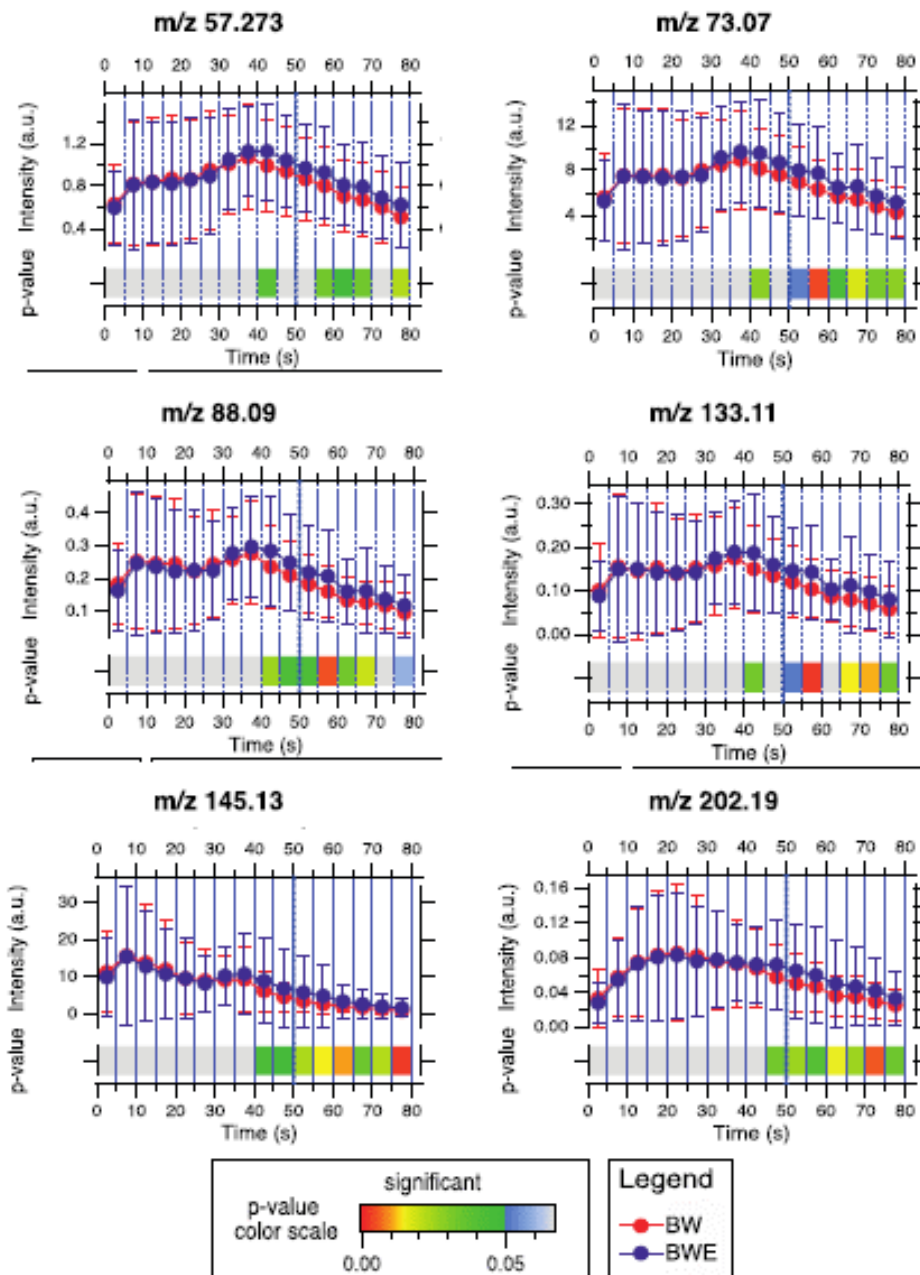 m/z 57.273
0 10 20 30 40 50 60 70 80
Intensity (a.u.)
1.2
0.8
0.4
p-value
0 10 20 30 40 50 60 70 80
Time (s)
m/z 73.07
0 10 20 30 40 50 60 70 80
Intensity (a.u.)
12
8
4
p-value
0 10 20 30 40 50 60 70 80
Time (s)
m/z 88.09
0 10 20 30 40 50 60 70 80
Intensity (a.u.)
0.4
0.3
0.2
0.1
p-value
0 10 20 30 40 50 60 70 80
Time (s)
m/z 133.11
0 10 20 30 40 50 60 70 80
Intensity (a.u.)
0.30
0.20
0.10
0.00
p-value
0 10 20 30 40 50 60 70 80
Time (s)
m/z 145.13
0 10 20 30 40 50 60 70 80
Intensity (a.u.)
30
20
10
0
p-value
0 10 20 30 40 50 60 70 80
Time (s)
m/z 202.19
0 10 20 30 40 50 60 70 80
Intensity (a.u.)
0.16
0.12
0.08
0.04
0.00
p-value
0 10 20 30 40 50 60 70 80
Time (s)
significant
p-value
color scale
0.00 0.05
Legend
BW
BWE